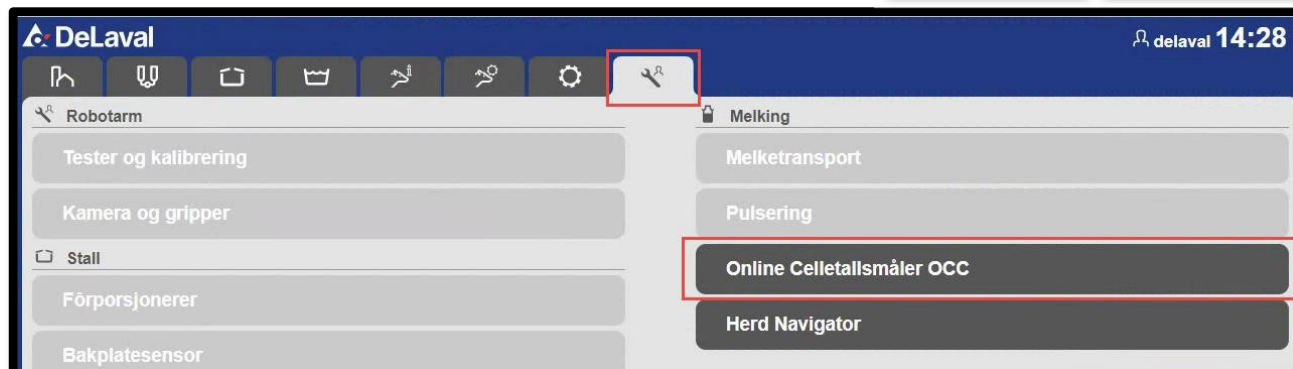 DeLaval
delaval 14:28
Robotarm
Tester og kalibrering
Kamera og gripper
Stall
Fôrporsjonerer
Bakplatesensor
Melking
Melketransport
Pulsering
Online Celletallsmåler OCC
Herd Navigator